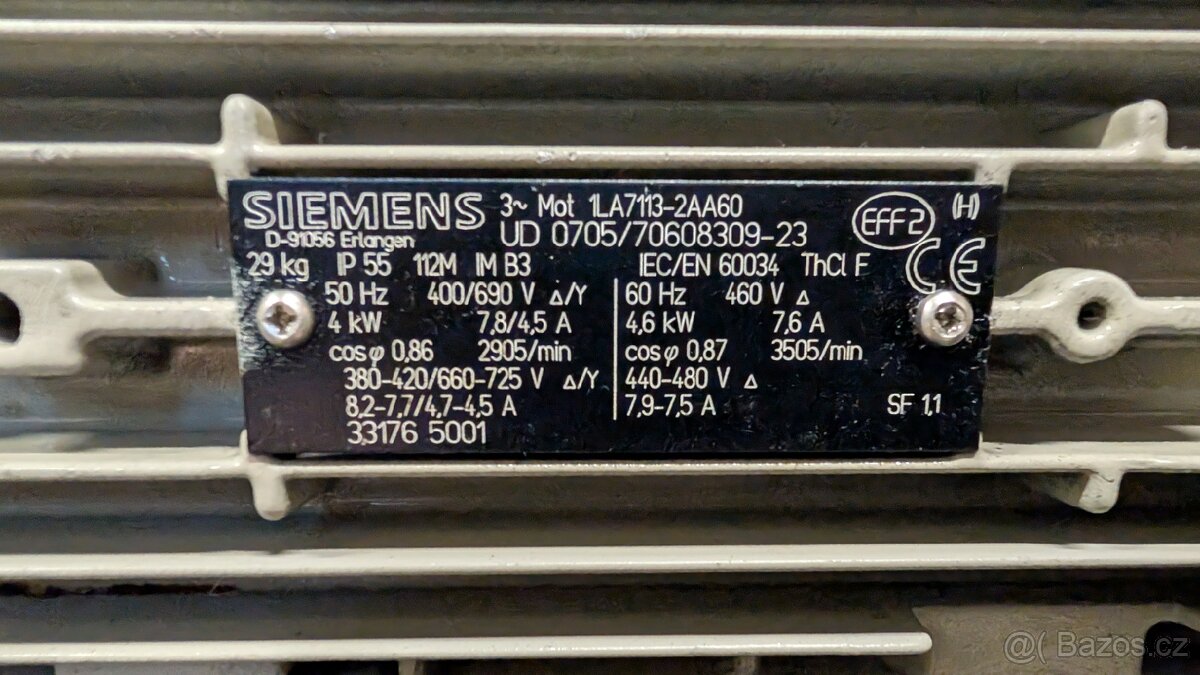 SIEMENS 3~ Mot 1LA7113-2AA60 EFF2 (H)
D-91056 Erlangen UD 0705/70608309-23 CE
29 kg IP 55 112M IM B3 IEC/EN 60034 ThCl F
50 Hz 400/690 V Δ/Y 60 Hz 460 V Δ
4 kW 7,8/4,5 A 4,6 kW 7,6 A
cosφ 0,86 2905/min cosφ 0,87 3505/min
380-420/660-725 V Δ/Y 440-480 V Δ
8,2-7,7/4,7-4,5 A 7,9-7,5 A SF 1,1
33176 5001
@( Bazos.cz